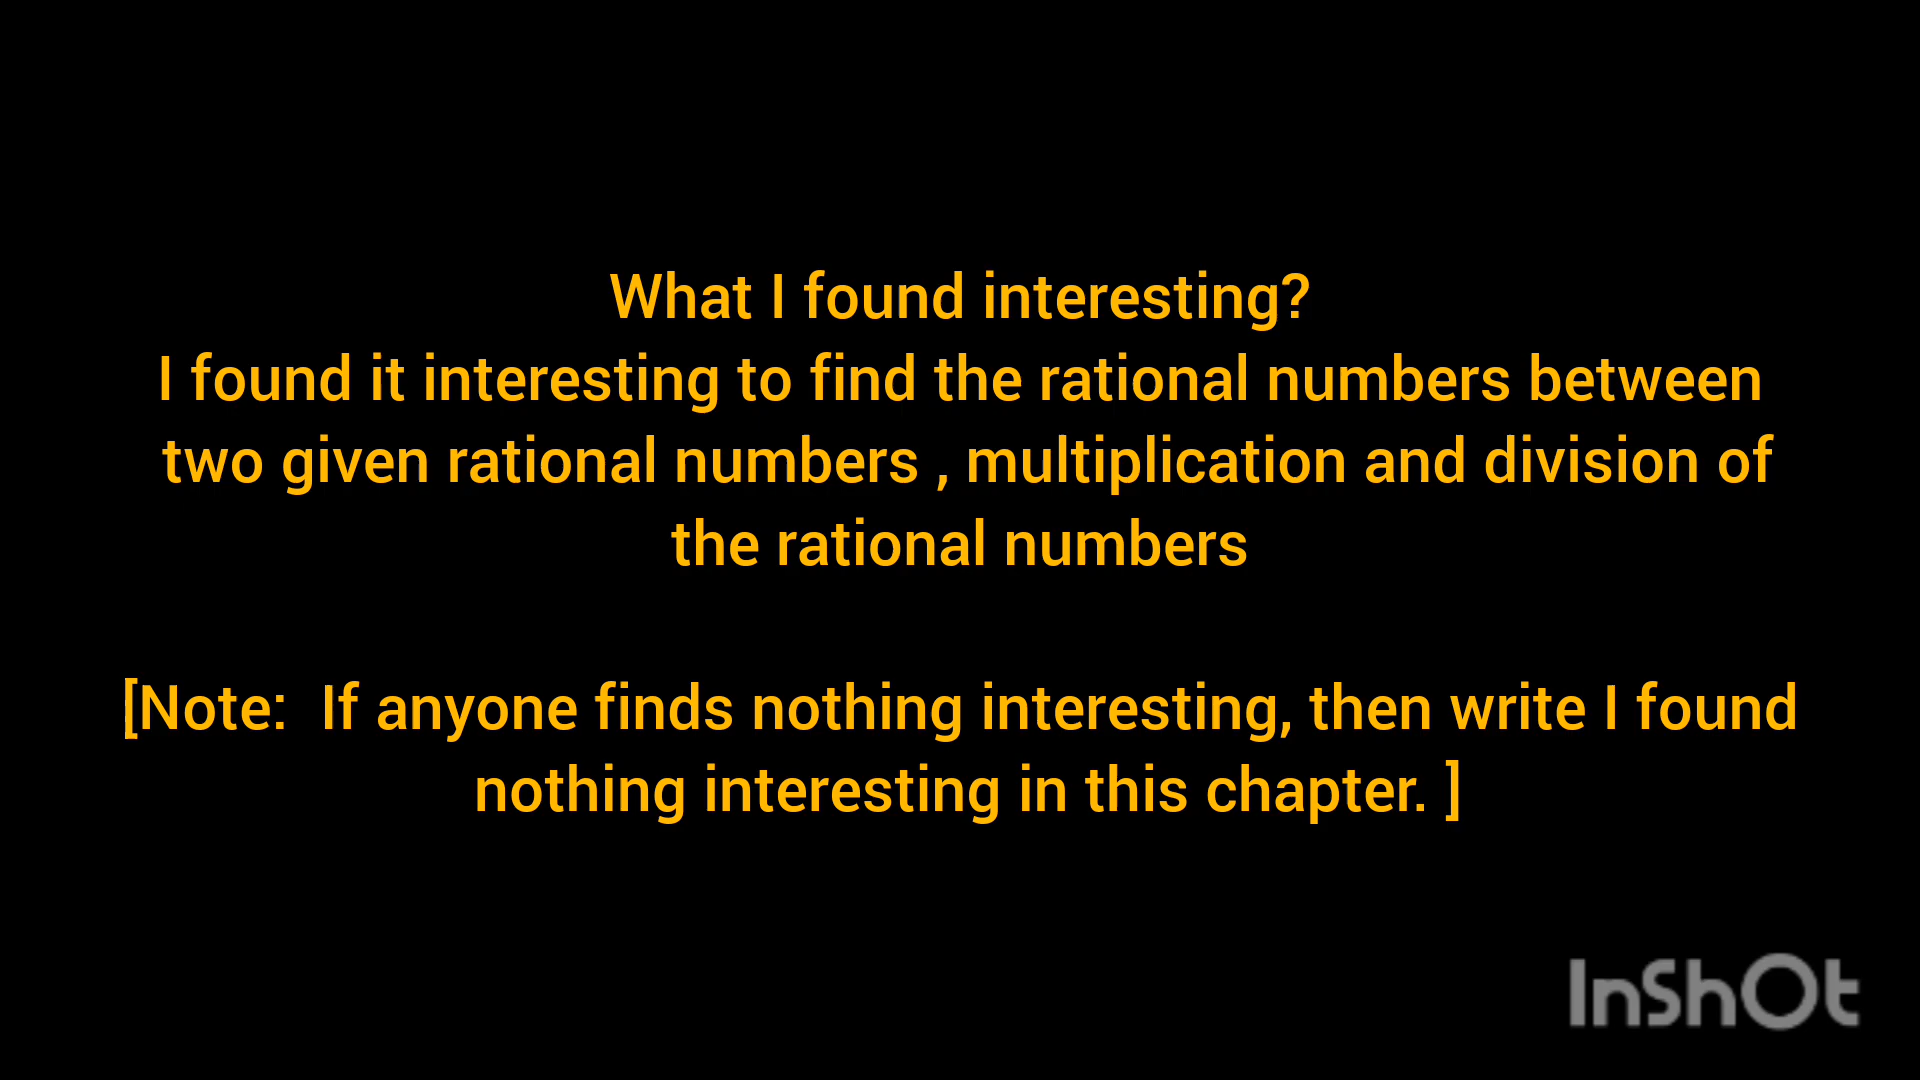 What I found interesting?
I found it interesting to find the rational numbers between
two given rational numbers , multiplication and division of
the rational numbers
[Note:  If anyone finds nothing interesting, then write I found
nothing interesting in this chapter. ]
InShOt